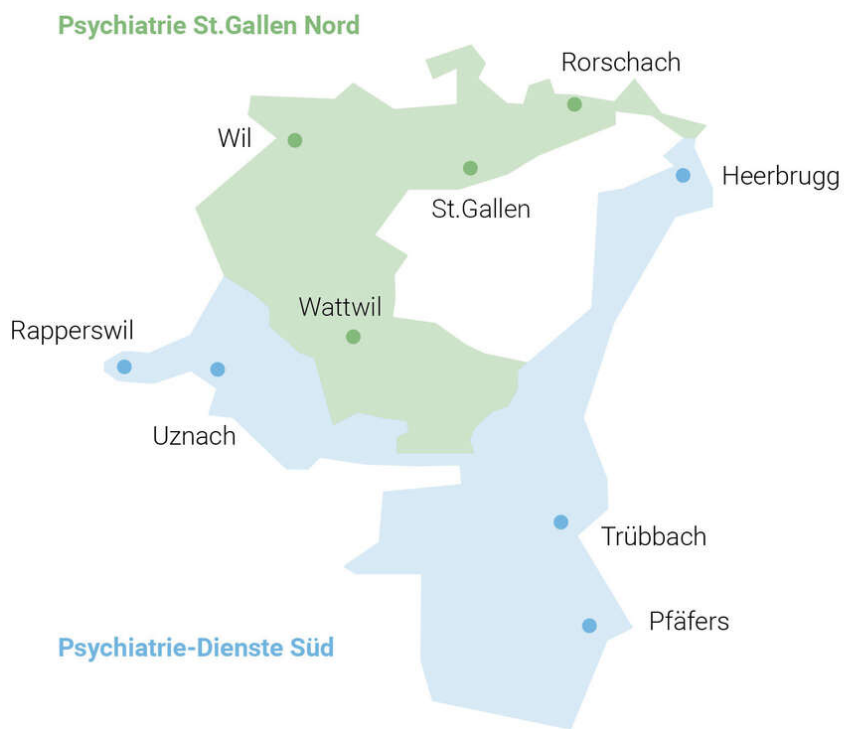 Psychiatrie St.Gallen Nord
Rorschach
Wil
Heerbrugg
St.Gallen
Wattwil
Rapperswil
Uznach
Trübbach
Pfäfers
Psychiatrie-Dienste Süd